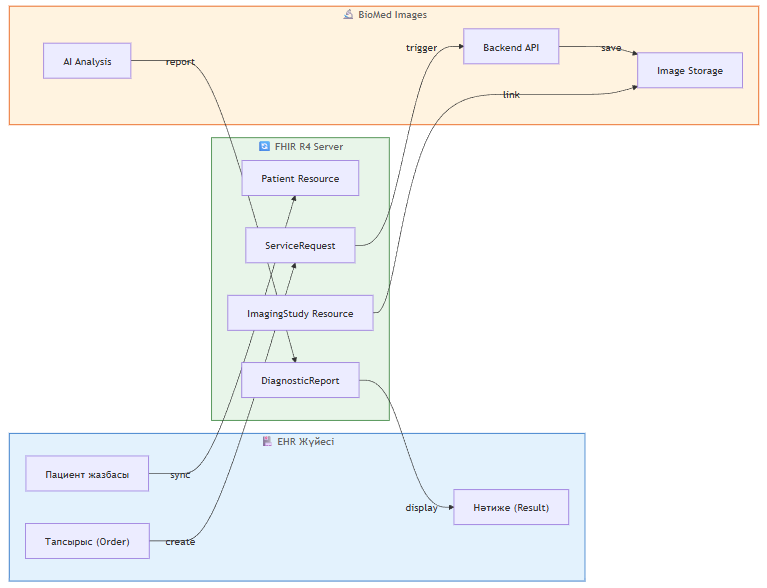 BioMed Images
AI Analysis
report
trigger
Backend API
save
Image Storage
link
FHIR R4 Server
Patient Resource
ServiceRequest
ImagingStudy Resource
DiagnosticReport
EHR Жүйесі
Пациент жазбасы
sync
Тапсырыс (Order)
create
display
Нәтиже (Result)